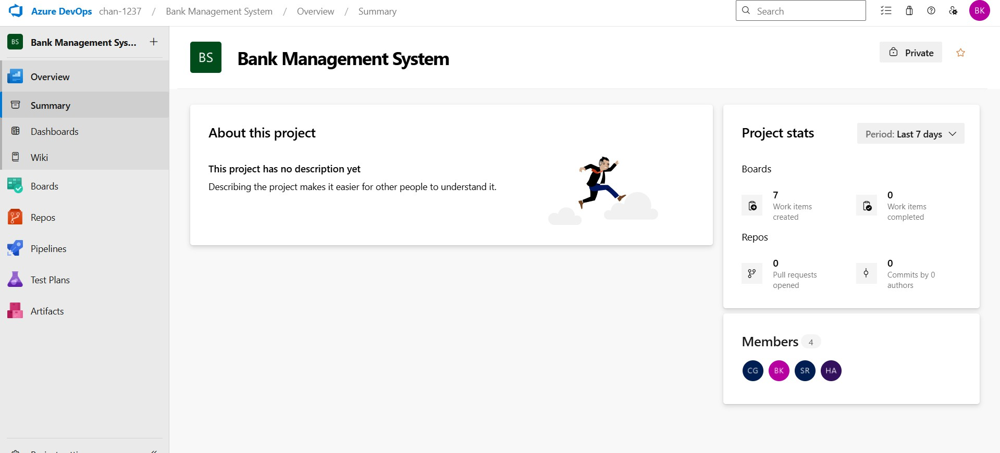 Azure DevOps chan-1237 / Bank Management System / Overview / Summary
Search
BK
BS Bank Management Sys... +
Overview
Summary
Dashboards
Wiki
Boards
Repos
Pipelines
Test Plans
Artifacts
BS Bank Management System
Private
About this project
This project has no description yet
Describing the project makes it easier for other people to understand it.
Project stats
Period: Last 7 days
Boards
7
Work items
created
0
Work items
completed
Repos
0
Pull requests
opened
0
Commits by 0
authors
Members 4
CG BK SR HA